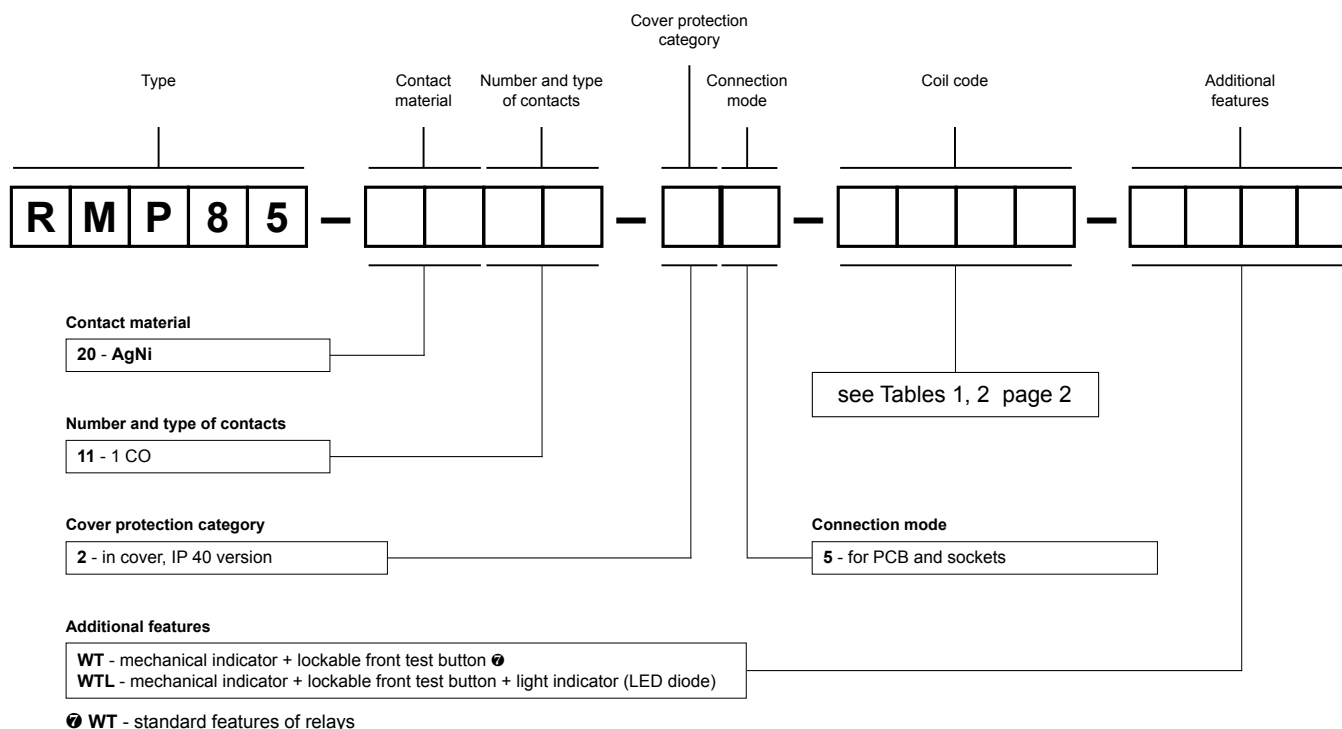 Cover protection
category
Type
Contact
material
Number and type
of contacts
Connection
mode
Coil code
Additional
features
R M P 8 5 – – – –
Contact material
20 - AgNi
see Tables 1, 2 page 2
Number and type of contacts
11 - 1 CO
Cover protection category
2 - in cover, IP 40 version
Connection mode
5 - for PCB and sockets
Additional features
WT - mechanical indicator + lockable front test button ❼
WTL - mechanical indicator + lockable front test button + light indicator (LED diode)
❼ WT - standard features of relays